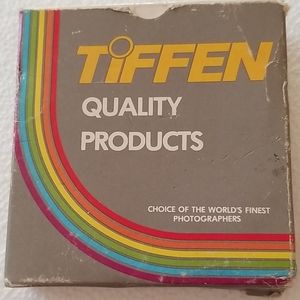 TIFFEN
QUALITY
PRODUCTS
CHOICE OF THE WORLD'S FINEST
PHOTOGRAPHERS